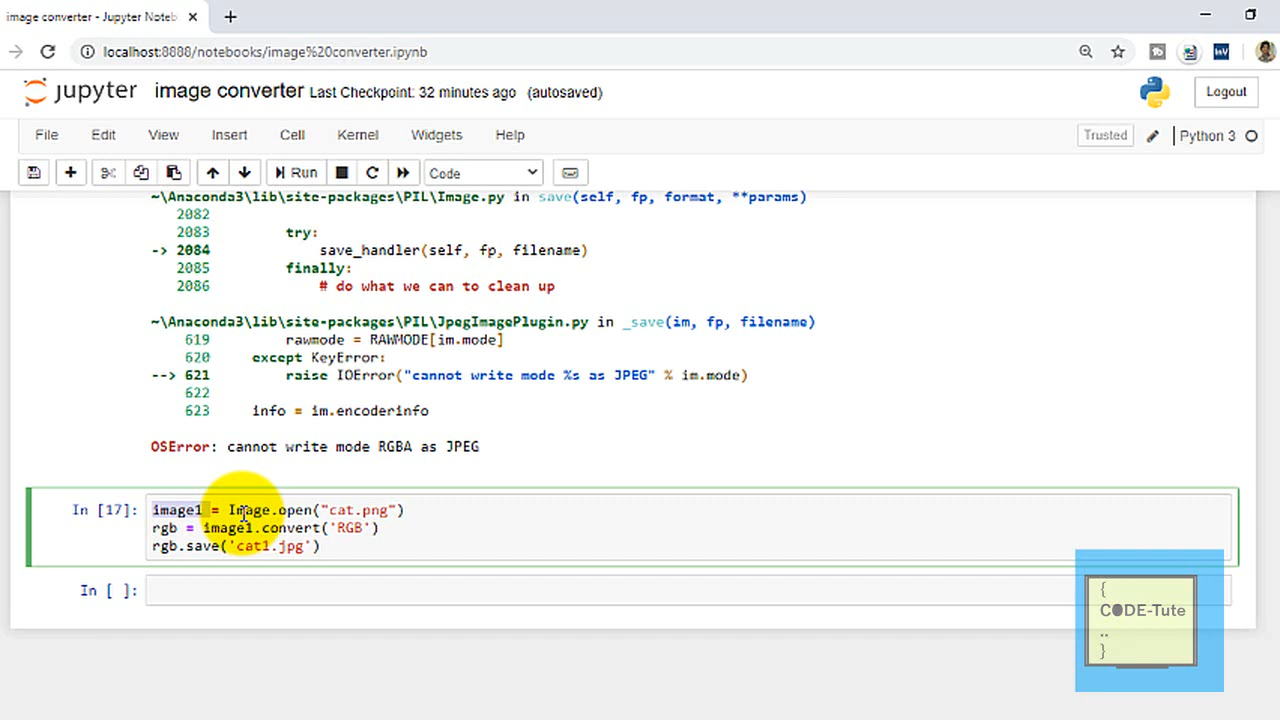 image converter - Jupyter Noteb
localhost:8888/notebooks/image%20converter.ipynb
jupyter image converter Last Checkpoint: 32 minutes ago (autosaved)
Logout
File Edit View Insert Cell Kernel Widgets Help
Trusted
Python 3
Run
Code
~\Anaconda3\lib\site-packages\PIL\Image.py in save(self, fp, format, **params)
2082
2083 try:
-> 2084 save_handler(self, fp, filename)
2085 finally:
2086 # do what we can to clean up
~\Anaconda3\lib\site-packages\PIL\JpegImagePlugin.py in _save(im, fp, filename)
619 rawmode = RAWMODE[im.mode]
620 except KeyError:
--> 621 raise IOError("cannot write mode %s as JPEG" % im.mode)
622
623 info = im.encoderinfo
OSError: cannot write mode RGBA as JPEG
In [17]: image1 = Image.open("cat.png")
rgb = image1.convert('RGB')
rgb.save('cat1.jpg')
In [ ]:
{
CODE-Tute
..
}